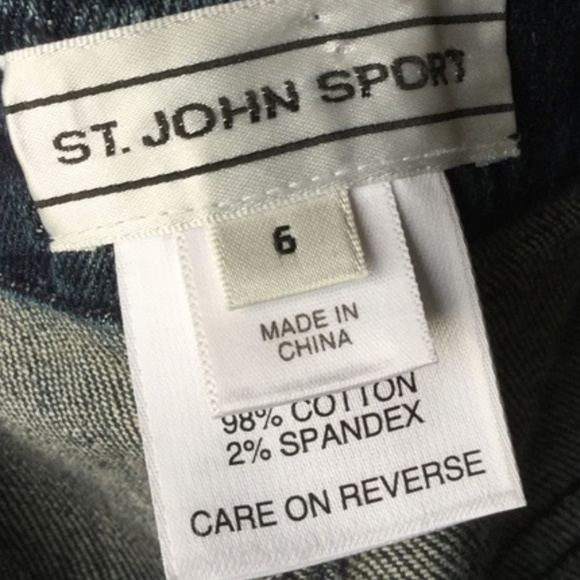 ST. JOHN SPORT
6
MADE IN
CHINA
98% COTTON
2% SPANDEX
CARE ON REVERSE